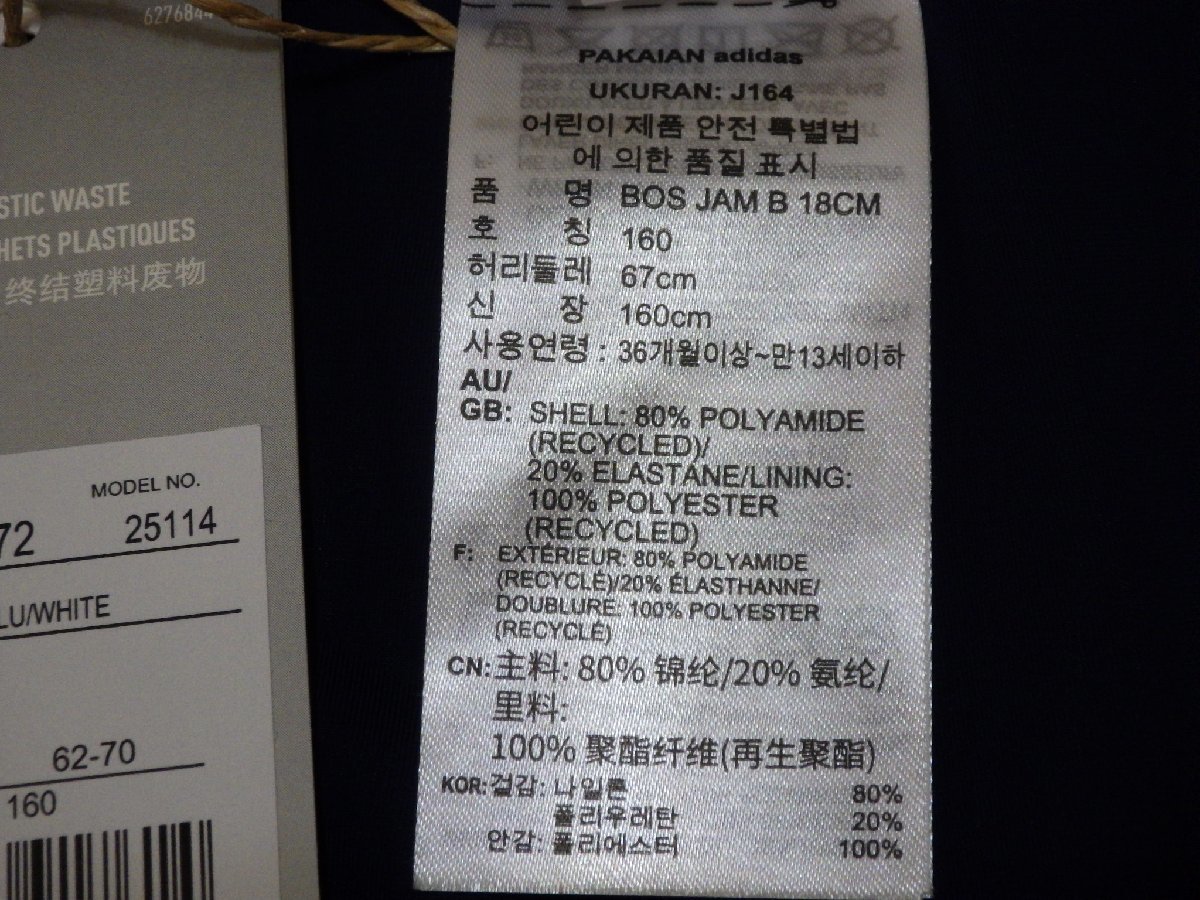 6276844
STIC WASTE
HETS PLASTIQUES
终结塑料废物
MODEL NO.
72 25114
LU/WHITE
62-70
160
PAKAIAN adidas
UKURAN: J164
어린이 제품 안전 특별법
에 의한 품질 표시
품 명 BOS JAM B 18CM
호 칭 160
허리둘레 67cm
신 장 160cm
사용연령 : 36개월이상~만13세이하
AU/
GB: SHELL: 80% POLYAMIDE
(RECYCLED)/
20% ELASTANE/LINING:
100% POLYESTER
(RECYCLED)
F: EXTÉRIEUR: 80% POLYAMIDE
(RECYCLÉ)/20% ÉLASTHANNE/
DOUBLURE: 100% POLYESTER
(RECYCLÉ)
CN: 主料: 80% 锦纶/20% 氨纶/
里料:
100% 聚酯纤维(再生聚酯)
KOR: 겉감: 나일론 80%
폴리우레탄 20%
안감: 폴리에스터 100%